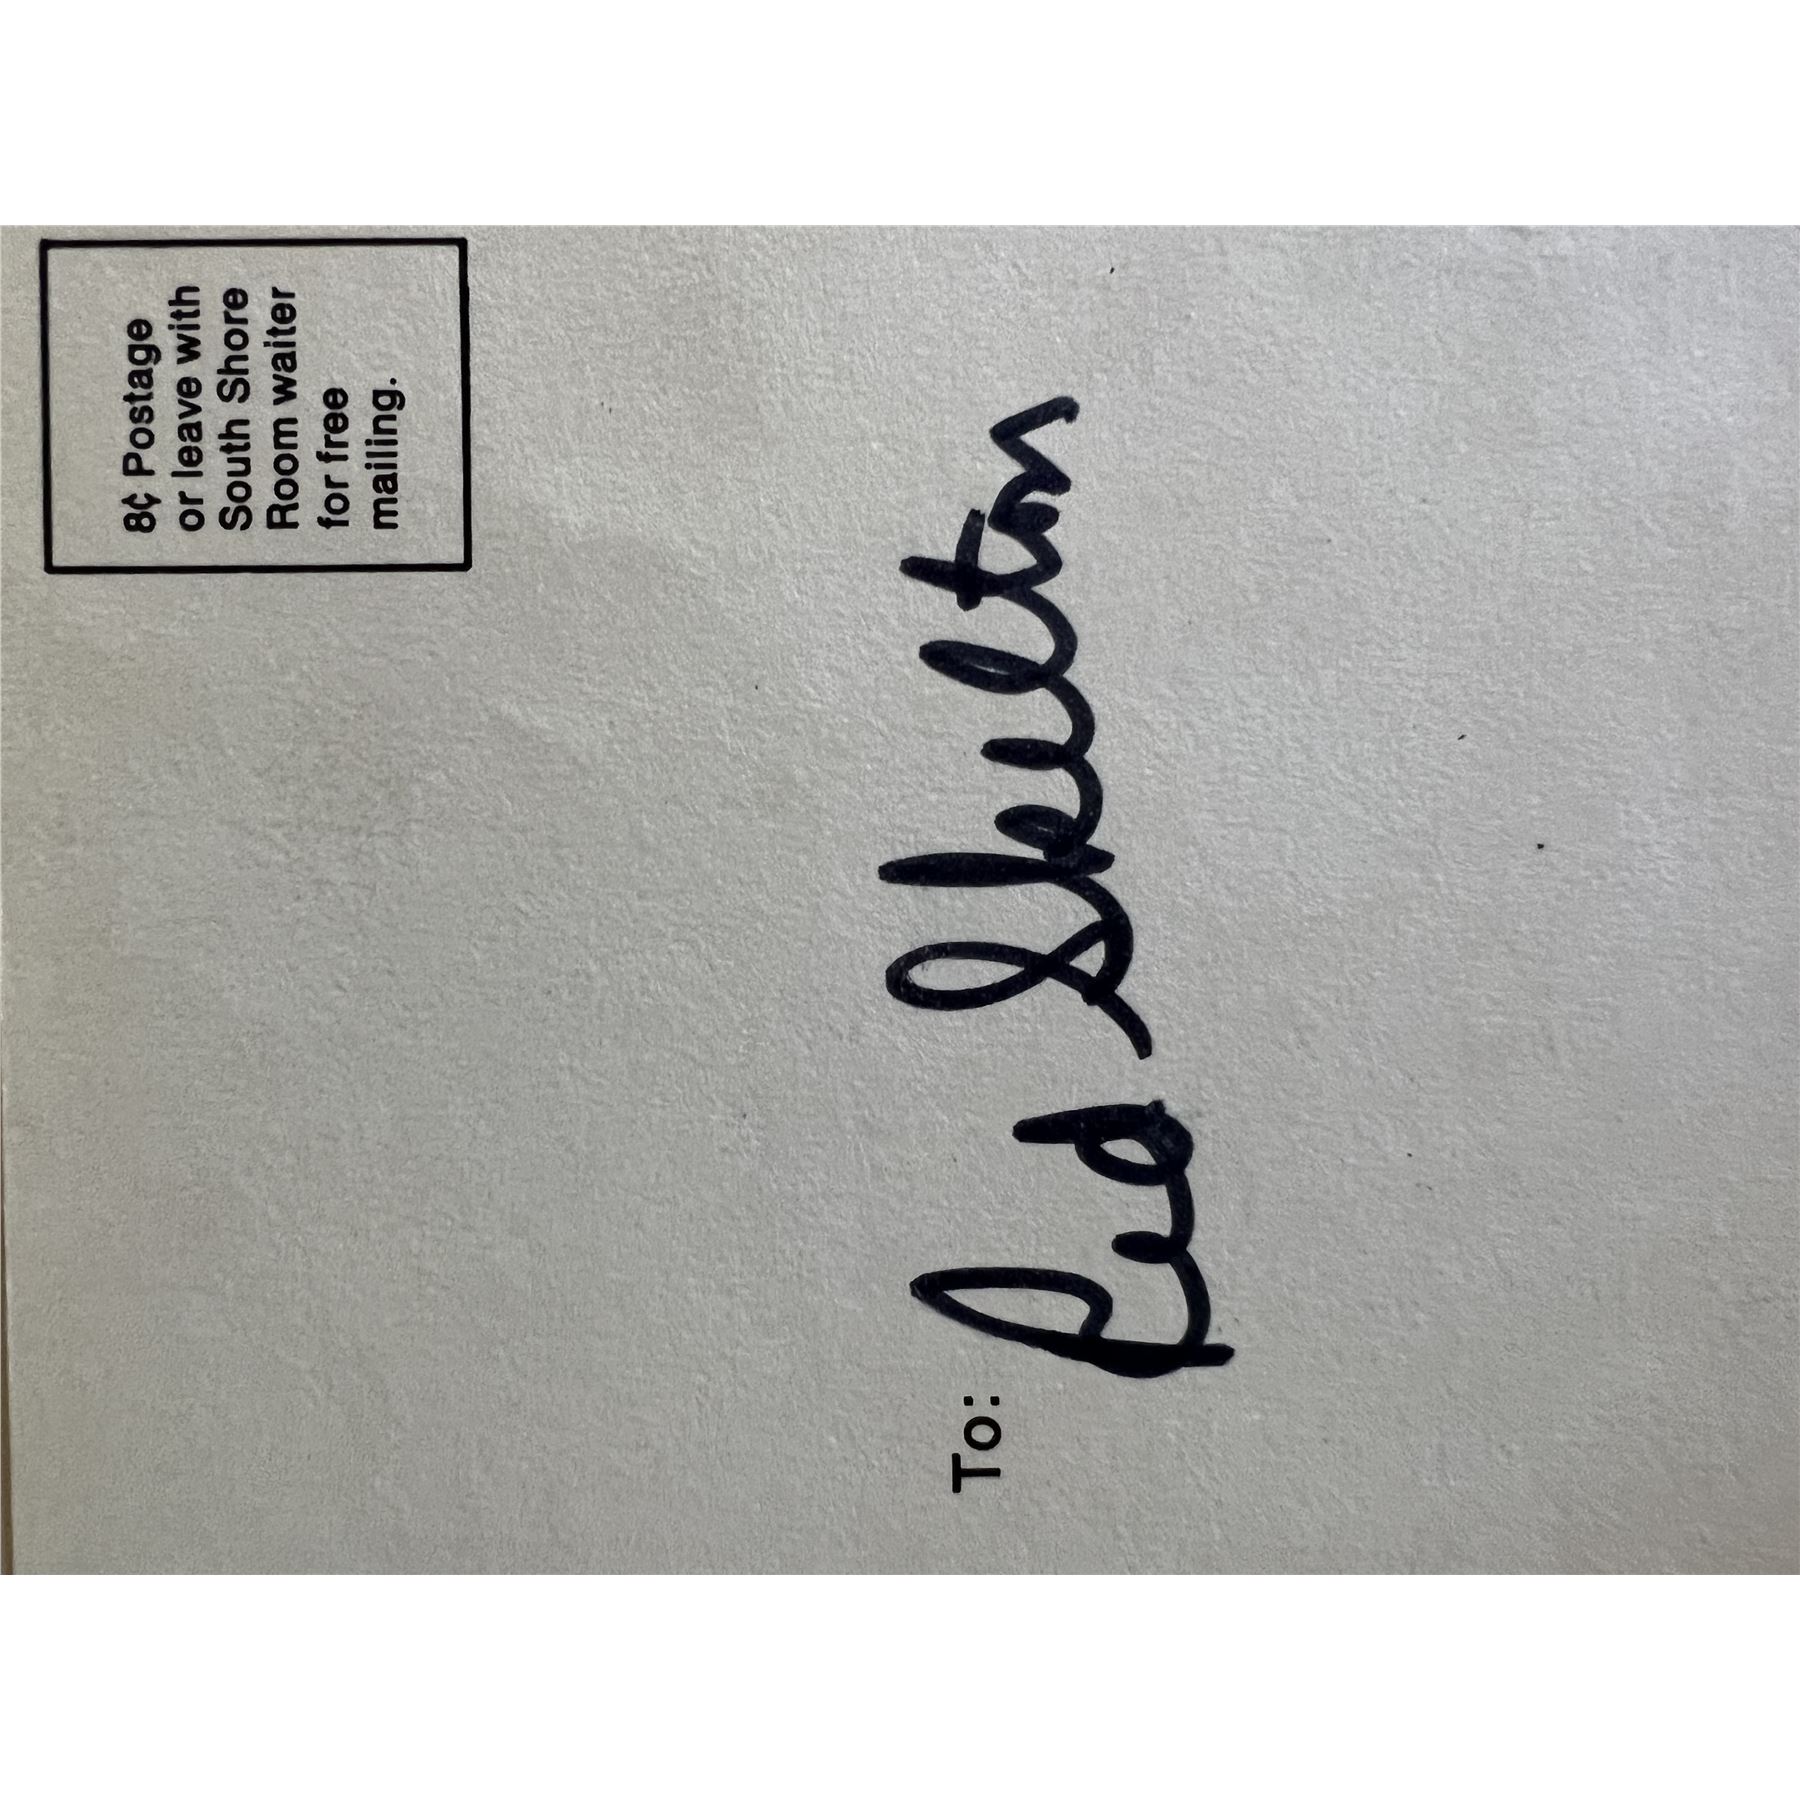 8¢ Postage
or leave with
South Shore
Room waiter
for free
mailing.
To: Red Skelton